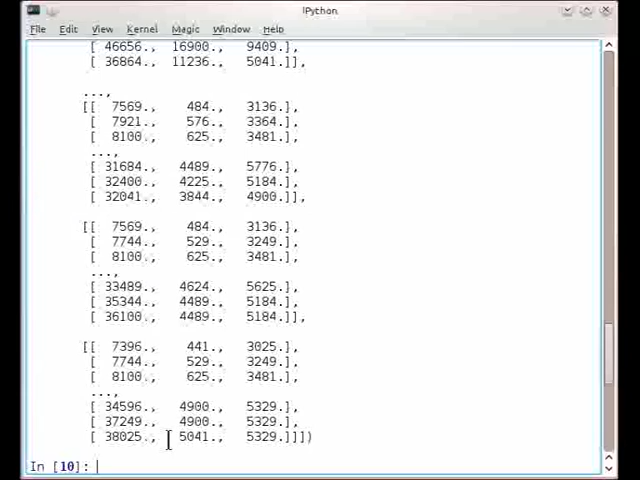 IPython
File Edit View Kernel Magic Window Help
[ 46656., 16900., 9409.],
[ 36864., 11236., 5041.]],
...,
[[ 7569., 484., 3136.],
[ 7921., 576., 3364.],
[ 8100., 625., 3481.],
...,
[ 31684., 4489., 5776.],
[ 32400., 4225., 5184.],
[ 32041., 3844., 4900.]],
[[ 7569., 484., 3136.],
[ 7744., 529., 3249.],
[ 8100., 625., 3481.],
...,
[ 33489., 4624., 5625.],
[ 35344., 4489., 5184.],
[ 36100., 4489., 5184.]],
[[ 7396., 441., 3025.],
[ 7744., 529., 3249.],
[ 8100., 625., 3481.],
...,
[ 34596., 4900., 5329.],
[ 37249., 4900., 5329.],
[ 38025., 5041., 5329.]]])
In [10]: